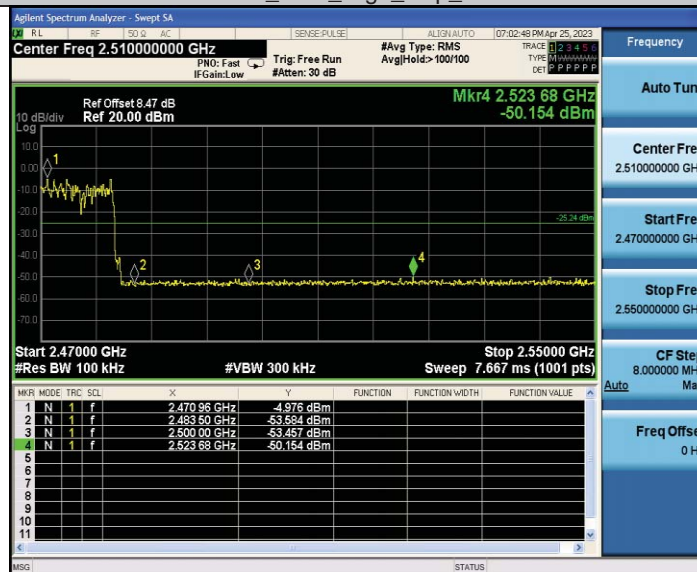 Agilent Spectrum Analyzer - Swept SA
RL RF 50 Ω AC SENSE:PULSE ALIGN AUTO 07:02:48 PM Apr 25, 2023
Center Freq 2.510000000 GHz
PNO: Fast
IFGain:Low
Trig: Free Run
#Atten: 30 dB
#Avg Type: RMS
Avg|Hold:> 100/100
TRACE 1 2 3 4 5 6
TYPE M
DET P P P P P P
Frequency
Ref Offset 8.47 dB
10 dB/div Ref 20.00 dBm
Log
Mkr4 2.523 68 GHz
-50.154 dBm
10.0
0.00
-10.0
-20.0
-30.0
-40.0
-50.0
-60.0
-70.0
1
2
3
4
-25.24 dBm
Start 2.47000 GHz Stop 2.55000 GHz
#Res BW 100 kHz #VBW 300 kHz Sweep 7.667 ms (1001 pts)
MKR MODE TRC SCL X Y FUNCTION FUNCTION WIDTH FUNCTION VALUE
1 N 1 f 2.470 96 GHz -4.976 dBm
2 N 1 f 2.483 50 GHz -53.584 dBm
3 N 1 f 2.500 00 GHz -53.457 dBm
4 N 1 f 2.523 68 GHz -50.154 dBm
5
6
7
8
9
10
11
MSG STATUS
Auto Tun
Center Fre
2.510000000 GH
Start Fre
2.470000000 GH
Stop Fre
2.550000000 GH
CF Ste
8.000000 MH
Auto Ma
Freq Offse
0 H